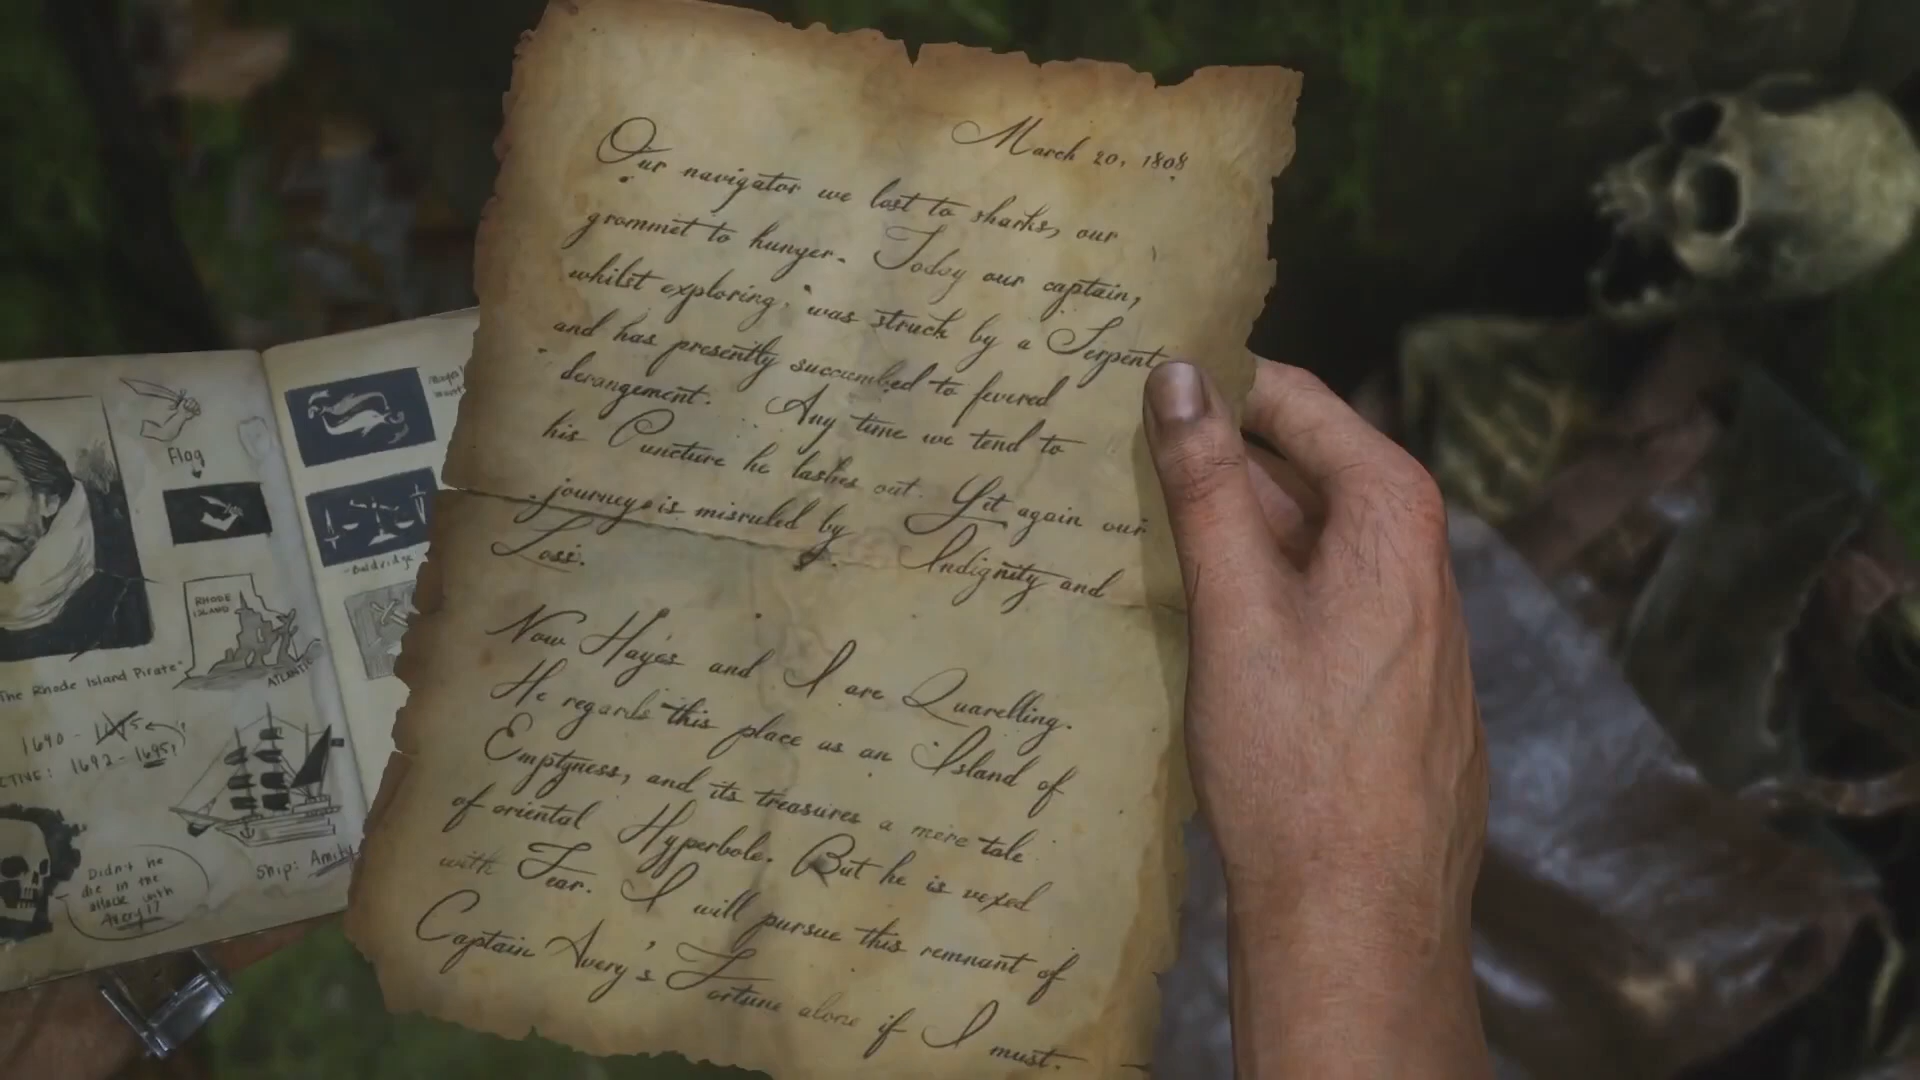 March 20, 1808
Our navigator we lost to sharks, our
grommet to hunger. Today our captain,
whilst exploring, was struck by a Serpent
and has presently succumbed to fevered
derangement. Any time we tend to
his Puncture he lashes out. Yet again our
journey is misruled by Indignity and
Loss.
Now Hayes and I are Quarelling.
He regards this place as an Island of
Emptyness, and its treasures a mere tale
of oriental Hyperbole. But he is vexed
with Fear. I will pursue this remnant of
Captain Avery's Fortune alone if I must.
Flag
RHODE
ISLAND
ATLANTIC
The Rhode Island Pirate"
1640 - 1695
CTIVE: 1692 - 1695?
Ship: Amity
Didn't he
die in the
attack with
Avery!?
- Baldridge